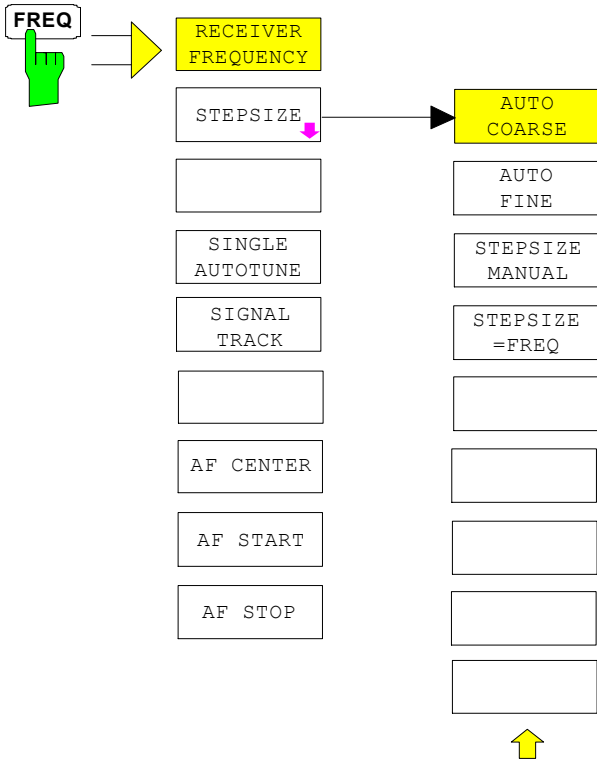 FREQ
RECEIVER
FREQUENCY
STEPSIZE
SINGLE
AUTOTUNE
SIGNAL
TRACK
AF CENTER
AF START
AF STOP
AUTO
COARSE
AUTO
FINE
STEPSIZE
MANUAL
STEPSIZE
=FREQ